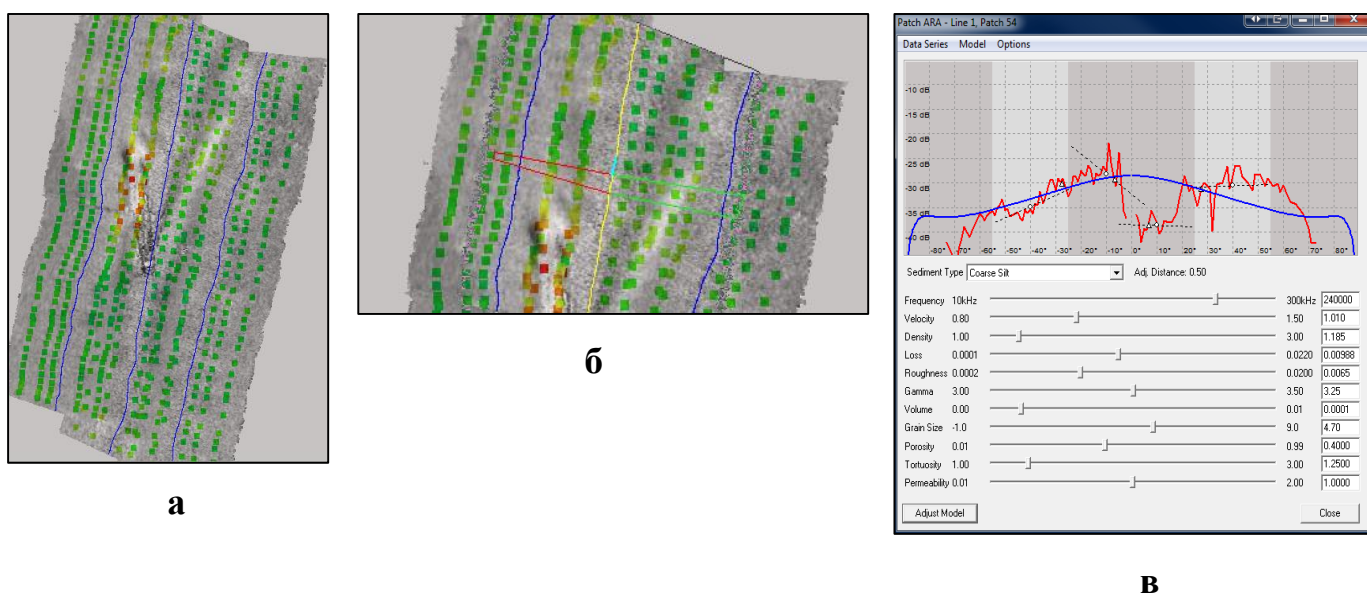 а
б
Patch ARA - Line 1, Patch 54
Data Series Model Options
-10 dB
-15 dB
-20 dB
-25 dB
-30 dB
-35 dB
-40 dB
-80° -70° -60° -50° -40° -30° -20° -10° 0° 10° 20° 30° 40° 50° 60° 70° 80°
Sediment Type Coarse Silt Adj. Distance: 0.50
Frequency 10kHz 300kHz 240000
Velocity 0.80 1.50 1.010
Density 1.00 3.00 1.185
Loss 0.0001 0.0220 0.00988
Roughness 0.0002 0.0200 0.0065
Gamma 3.00 3.50 3.25
Volume 0.00 0.01 0.0001
Grain Size -1.0 9.0 4.70
Porosity 0.01 0.99 0.4000
Tortuosity 1.00 3.00 1.2500
Permeability 0.01 2.00 1.0000
Adjust Model Close
в